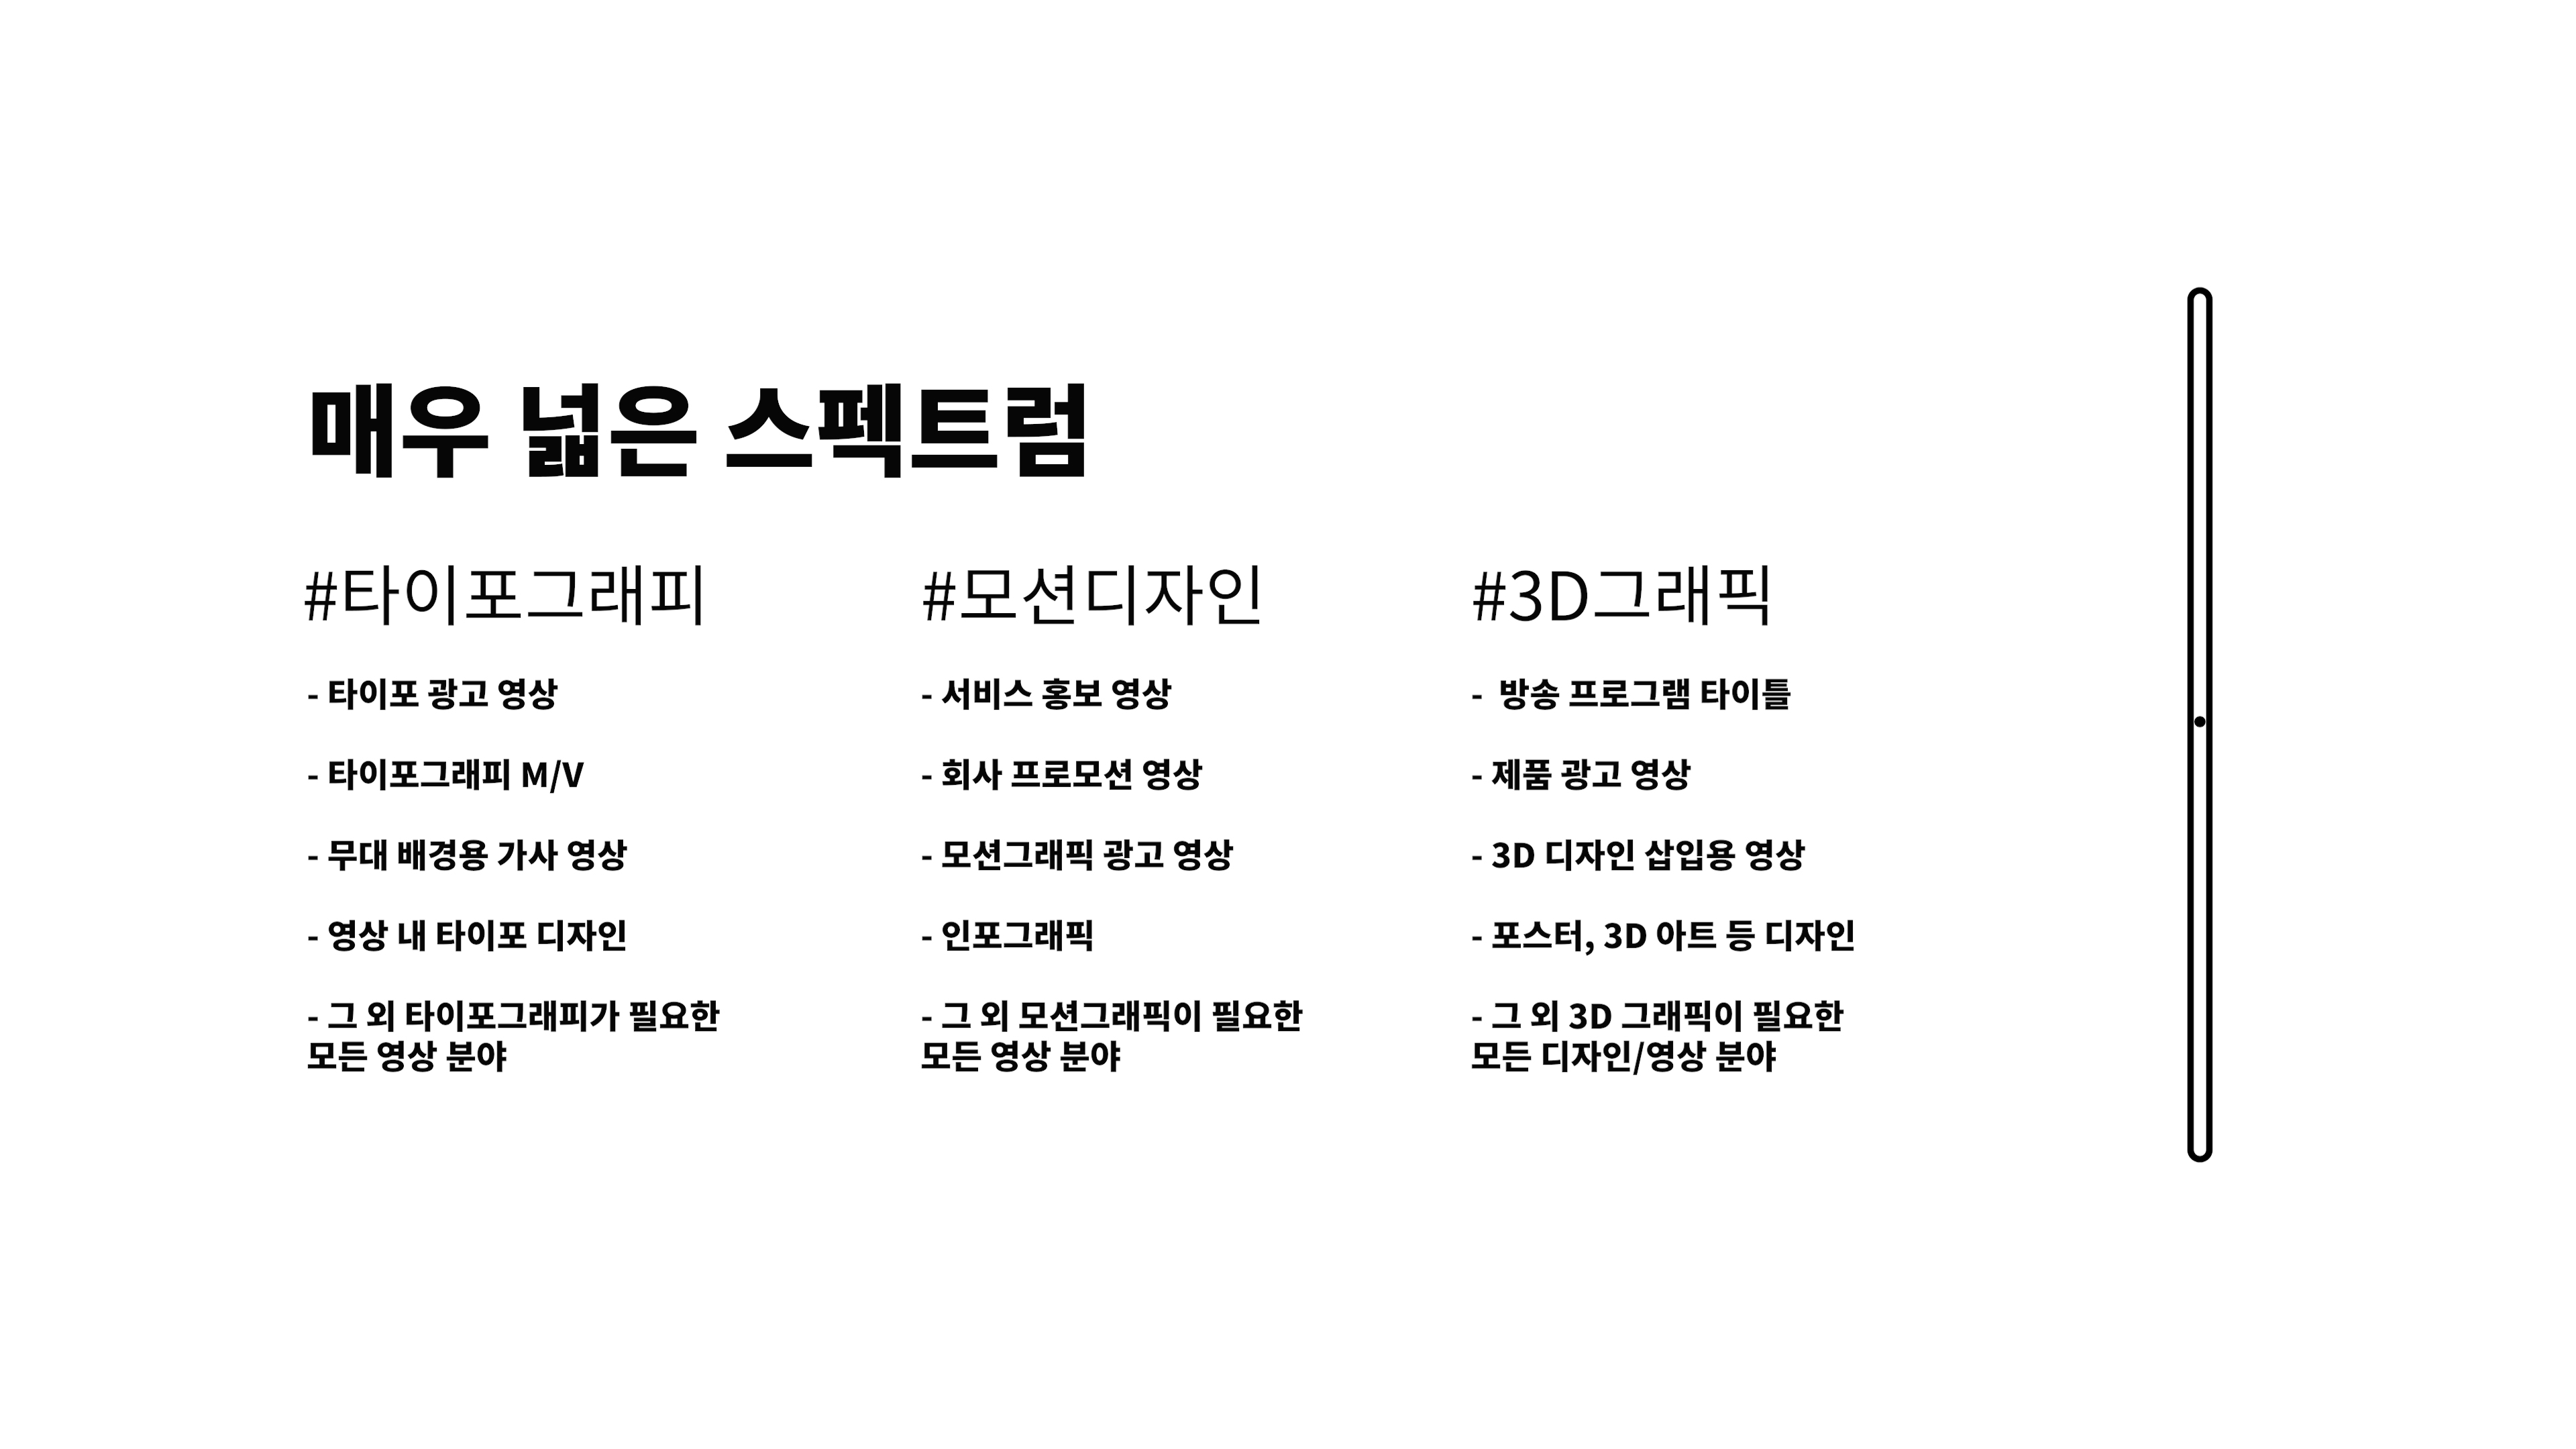 매우 넓은 스펙트럼
#타이포그래피
- 타이포 광고 영상
- 타이포그래피 M/V
- 무대 배경용 가사 영상
- 영상 내 타이포 디자인
- 그 외 타이포그래피가 필요한
모든 영상 분야
#모션디자인
- 서비스 홍보 영상
- 회사 프로모션 영상
- 모션그래픽 광고 영상
- 인포그래픽
- 그 외 모션그래픽이 필요한
모든 영상 분야
#3D그래픽
- 방송 프로그램 타이틀
- 제품 광고 영상
- 3D 디자인 삽입용 영상
- 포스터, 3D 아트 등 디자인
- 그 외 3D 그래픽이 필요한
모든 디자인/영상 분야